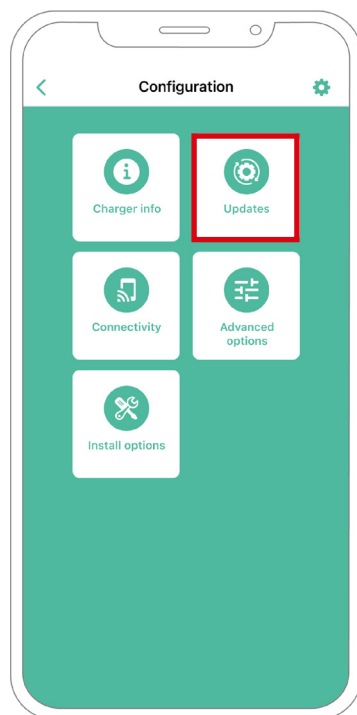 Configuration
Charger info
Updates
Connectivity
Advanced
options
Install options